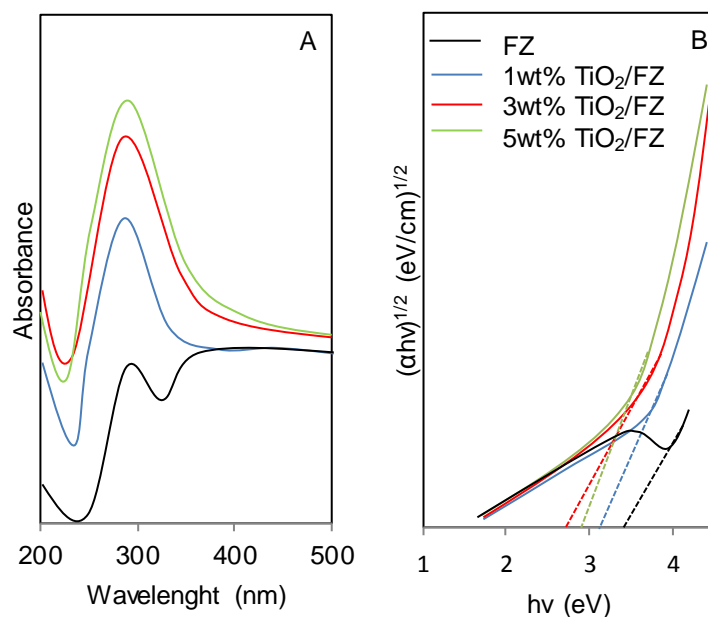 A
Absorbance
200 300 400 500
Wavelenght (nm)
B
FZ
1wt% TiO₂/FZ
3wt% TiO₂/FZ
5wt% TiO₂/FZ
(αhν)^1/2 (eV/cm)^1/2
1 2 3 4
hν (eV)